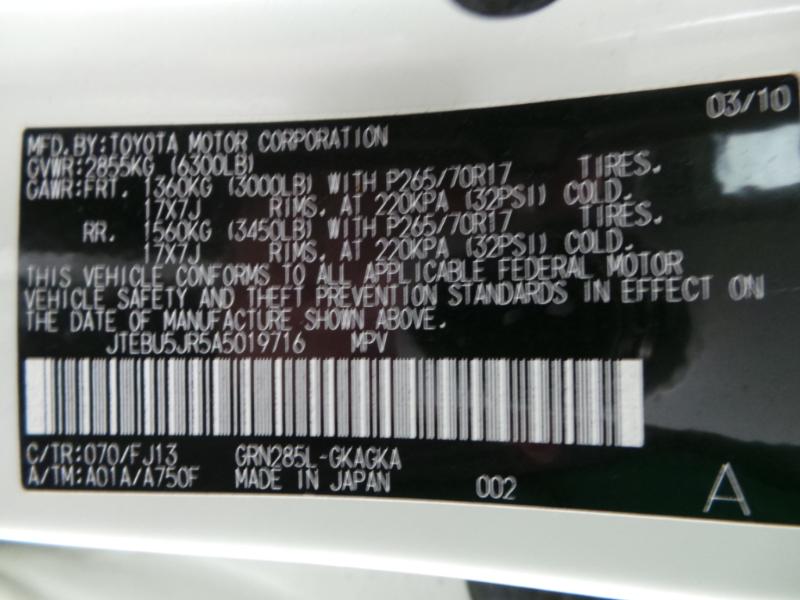 03/10
MFD. BY: TOYOTA MOTOR CORPORATION
GVWR: 2855KG (6300LB)
GAWR: FRT. 1360KG (3000LB) WITH P265/70R17 TIRES.
17X7J RIMS. AT 220KPA (32PSI) COLD.
RR. 1560KG (3450LB) WITH P265/70R17 TIRES.
17X7J RIMS. AT 220KPA (32PSI) COLD.
THIS VEHICLE CONFORMS TO ALL APPLICABLE FEDERAL MOTOR
VEHICLE SAFETY AND THEFT PREVENTION STANDARDS IN EFFECT ON
THE DATE OF MANUFACTURE SHOWN ABOVE.
JTEBU5JR5A5019716 MPV
C/TR: 070/FJ13 GRN285L-GKAGKA
A/TM: A01A/A750F MADE IN JAPAN 002 A